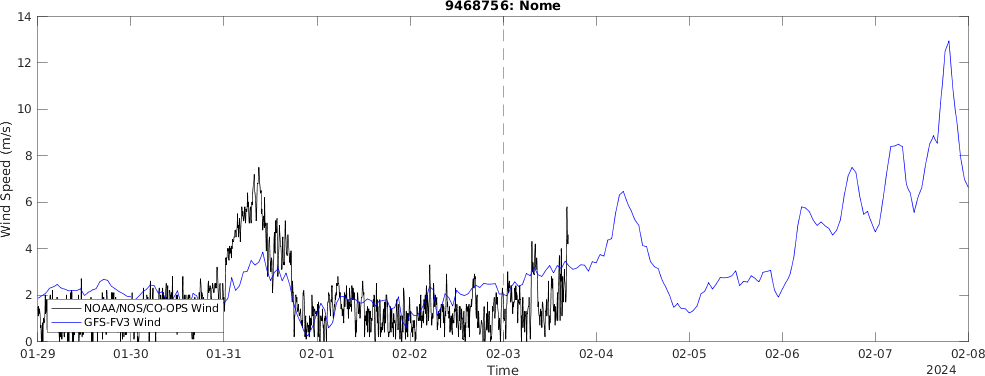 9468756: Nome
14
12
10
8
6
4
2
0
Wind Speed (m/s)
NOAA/NOS/CO-OPS Wind
GFS-FV3 Wind
01-29 01-30 01-31 02-01 02-02 02-03 02-04 02-05 02-06 02-07 02-08
Time
2024